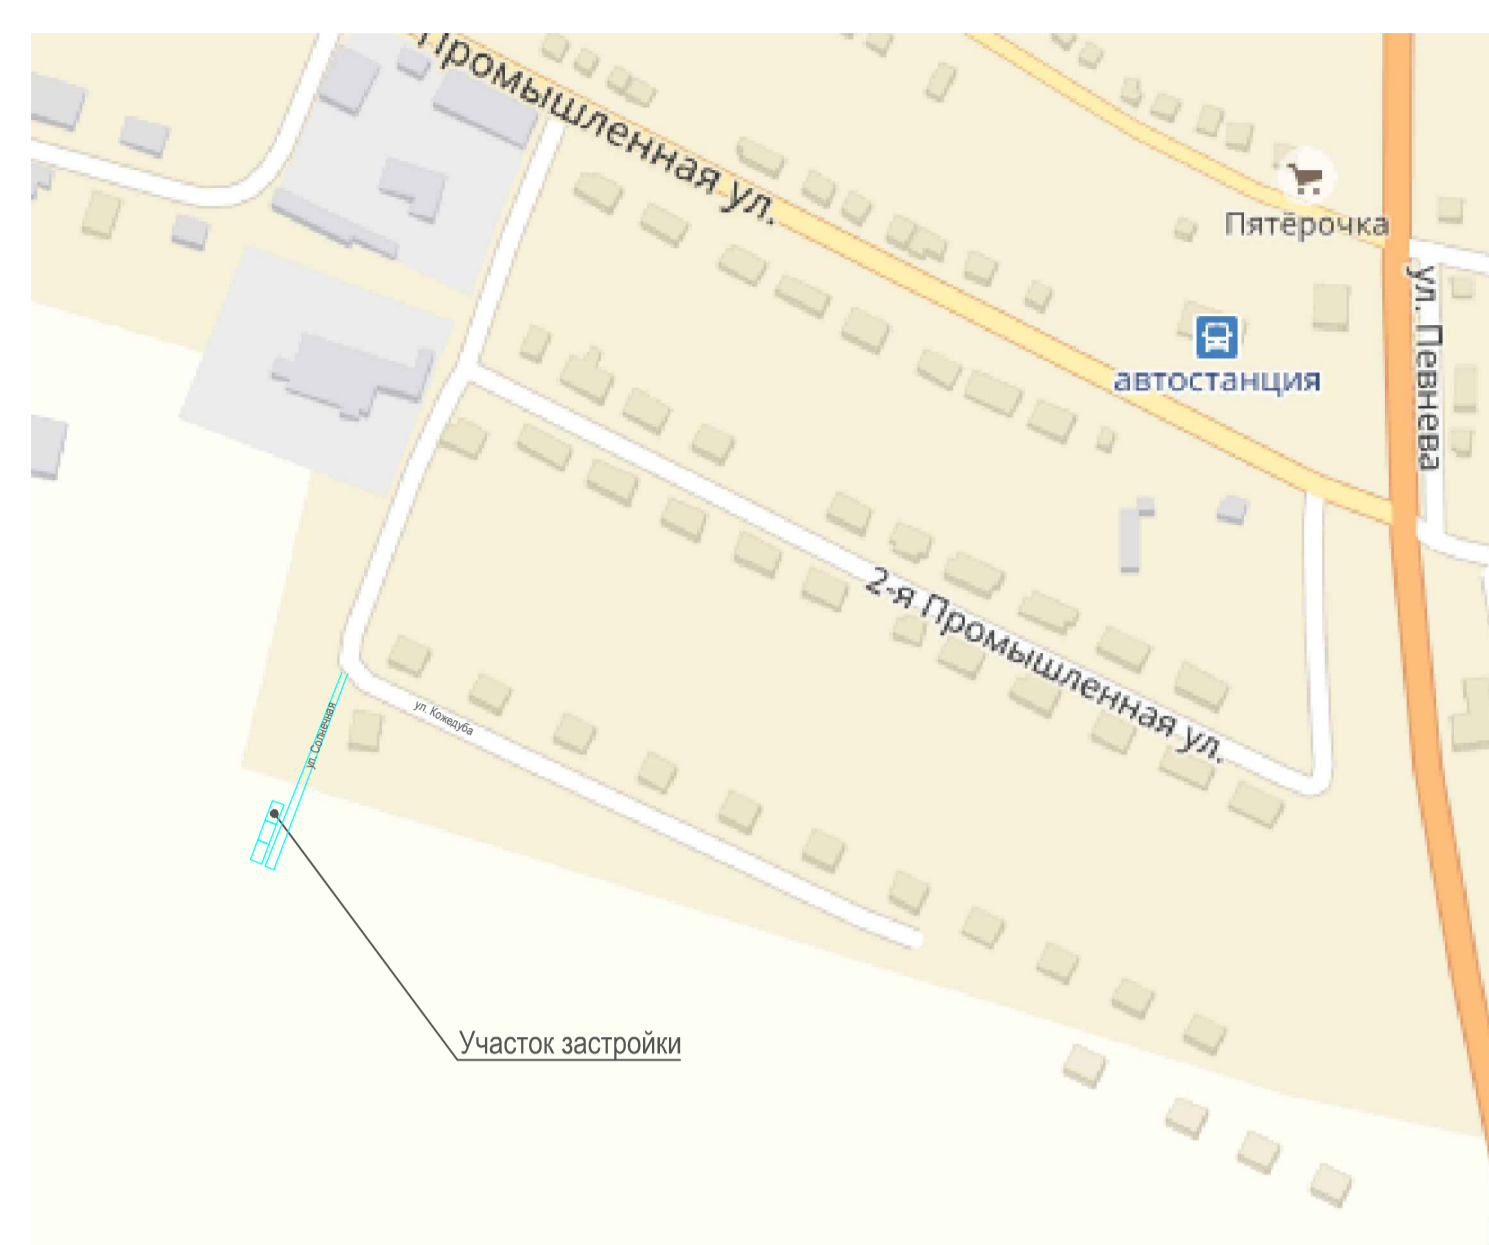 Промышленная ул.
Пятёрочка
ул. Певнева
автостанция
2-я Промышленная ул.
ул. Солнечная
ул. Кожедуба
Участок застройки